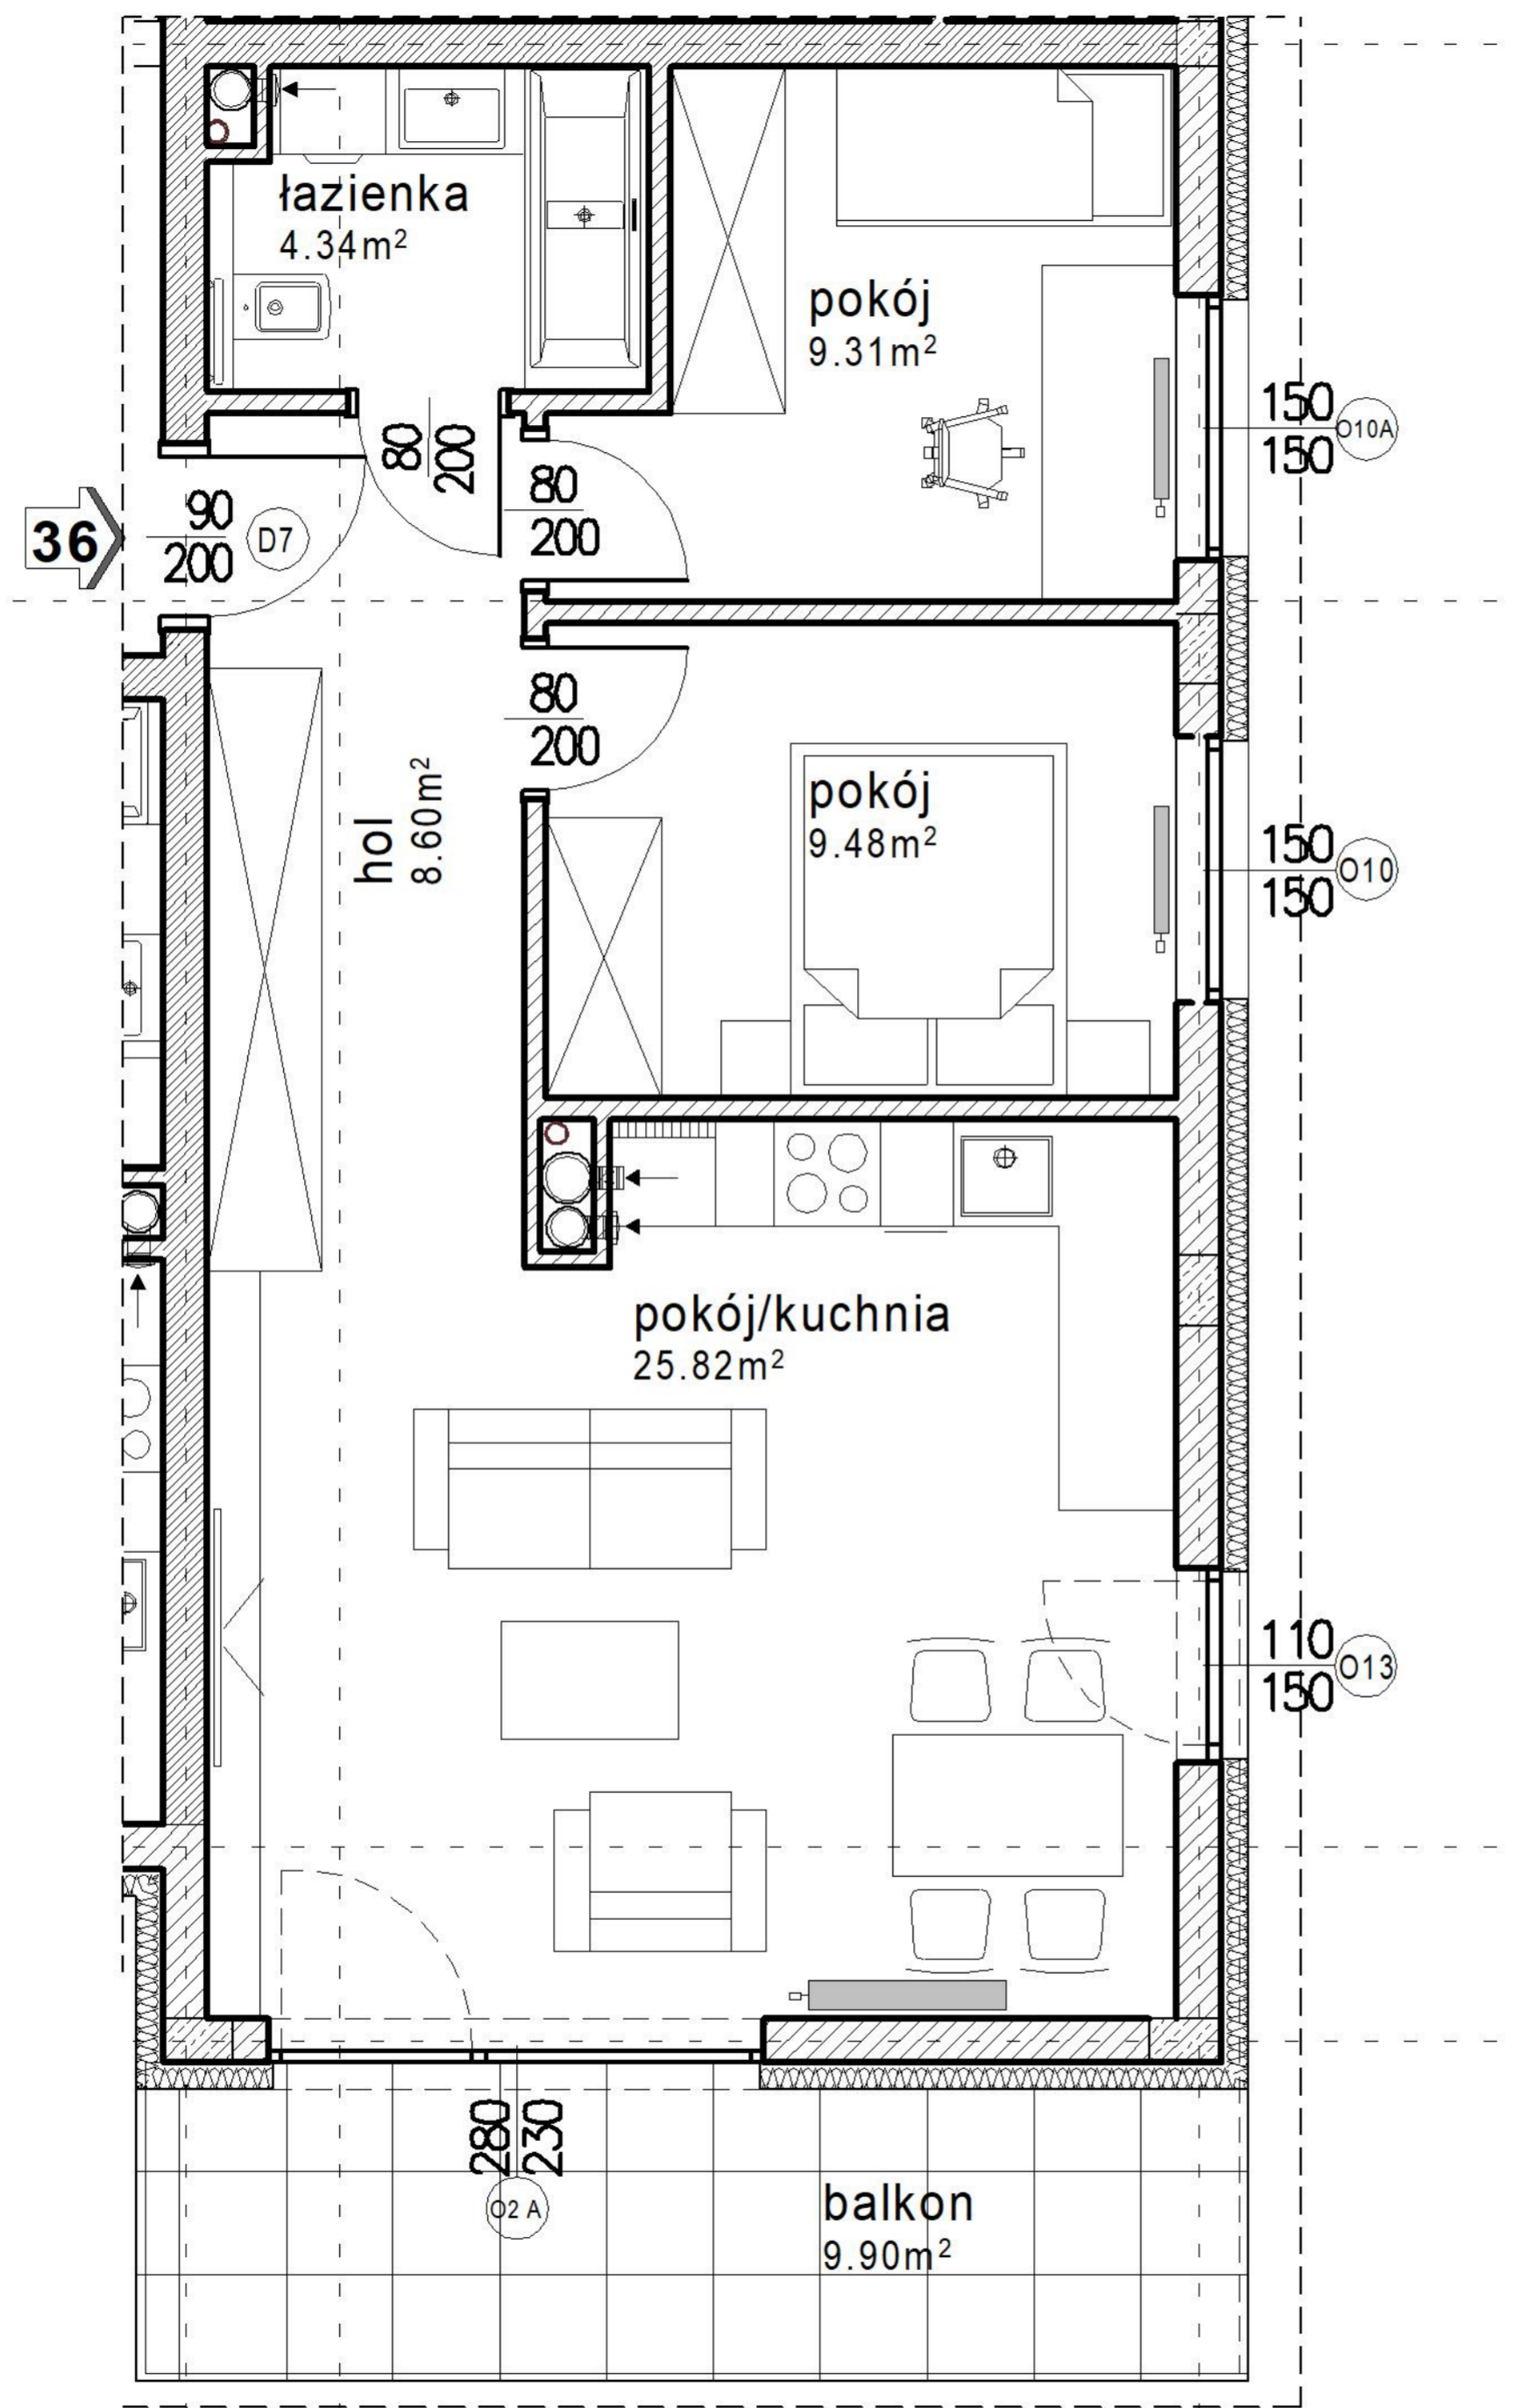 łazienka
4.34m²
pokój
9.31m²
150
150
O10A
80
200
80
200
36
90
200
D7
80
200
hol
8.60m²
pokój
9.48m²
150
150
O10
pokój/kuchnia
25.82m²
110
150
O13
280
230
O2 A
balkon
9.90m²